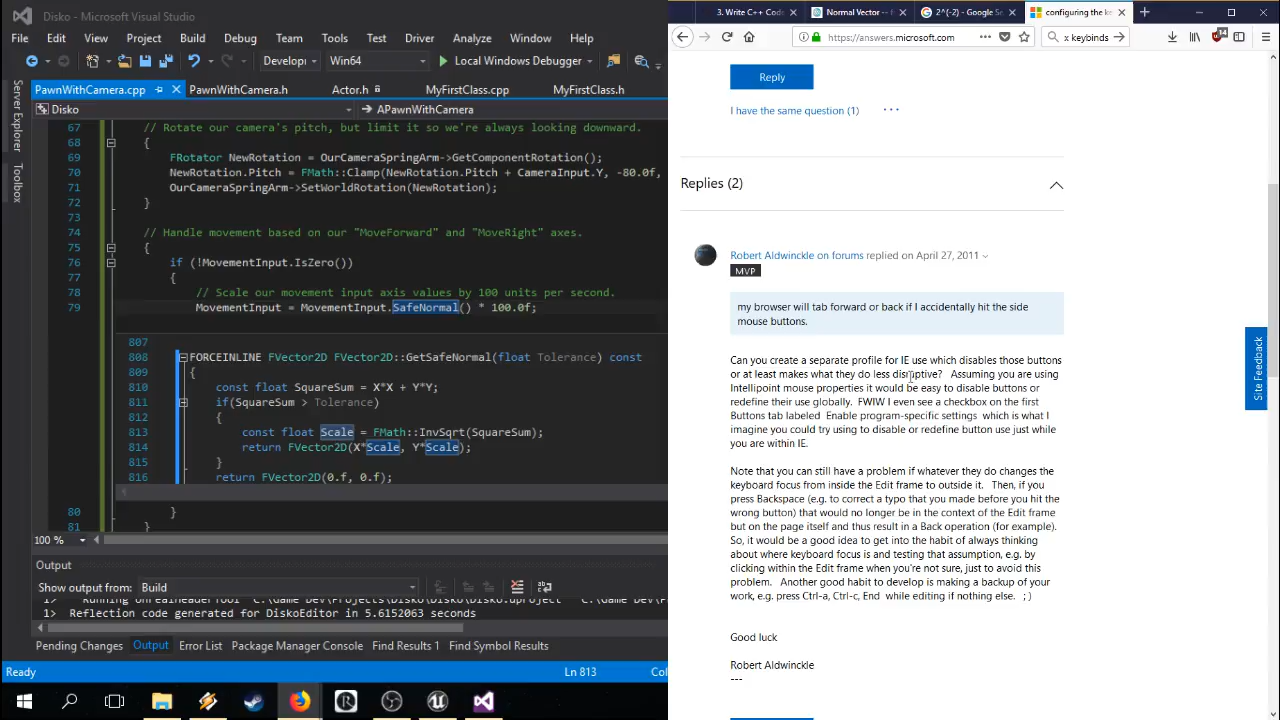 Disko - Microsoft Visual Studio
File Edit View Project Build Debug Team Tools Test Driver Analyze Window
Develop Win64 Local Windows Debugger
PawnWithCamera.cpp PawnWithCamera.h Actor.h MyFirstClass.cpp MyFirstClass.h
Disko APawnWithCamera
Server Explorer
Toolbox
67 // Rotate our camera's pitch, but limit it so we're always looking downward.
68 {
69 FRotator NewRotation = OurCameraSpringArm->GetComponentRotation();
70 NewRotation.Pitch = FMath::Clamp(NewRotation.Pitch + CameraInput.Y, -80.0f,
71 OurCameraSpringArm->SetWorldRotation(NewRotation);
72 }
73
74 // Handle movement based on our "MoveForward" and "MoveRight" axes.
75 {
76 if (!MovementInput.IsZero())
77 {
78 // Scale our movement input axis values by 100 units per second.
79 MovementInput = MovementInput.SafeNormal() * 100.0f;
807
808 FORCEINLINE FVector2D FVector2D::GetSafeNormal(float Tolerance) const
809 {
810 const float SquareSum = X*X + Y*Y;
811 if(SquareSum > Tolerance)
812 {
813 const float Scale = FMath::InvSqrt(SquareSum);
814 return FVector2D(X*Scale, Y*Scale);
815 }
816 return FVector2D(0.f, 0.f);
80 }
81 }
100 %
Output
Show output from: Build
1> Reflection code generated for DiskoEditor in 5.6152063 seconds
Pending Changes Output Error List Package Manager Console Find Results 1 Find Symbol Results
Ready Ln 813 Col
3. Write C++ Code Normal Vector -- 2^(-2) - Google Se configuring the ke
https://answers.microsoft.com x keybinds 14
Reply
I have the same question (1)
Replies (2)
Robert Aldwinckle on forums replied on April 27, 2011
MVP
my browser will tab forward or back if I accidentally hit the side
mouse buttons.
Can you create a separate profile for IE use which disables those buttons
or at least makes what they do less disruptive? Assuming you are using
Intellipoint mouse properties it would be easy to disable buttons or
redefine their use globally. FWIW I even see a checkbox on the first
Buttons tab labeled Enable program-specific settings which is what I
imagine you could try using to disable or redefine button use just while
you are within IE.
Note that you can still have a problem if whatever they do changes the
keyboard focus from inside the Edit frame to outside it. Then, if you
press Backspace (e.g. to correct a typo that you made before you hit the
wrong button) that would no longer be in the context of the Edit frame
but on the page itself and thus result in a Back operation (for example).
So, it would be a good idea to get into the habit of always thinking
about where keyboard focus is and testing that assumption, e.g. by
clicking within the Edit frame when you're not sure, just to avoid this
problem. Another good habit to develop is making a backup of your
work, e.g. press Ctrl-a, Ctrl-c, End while editing if nothing else. ; )
Good luck
Robert Aldwinckle
---
Site Feedback